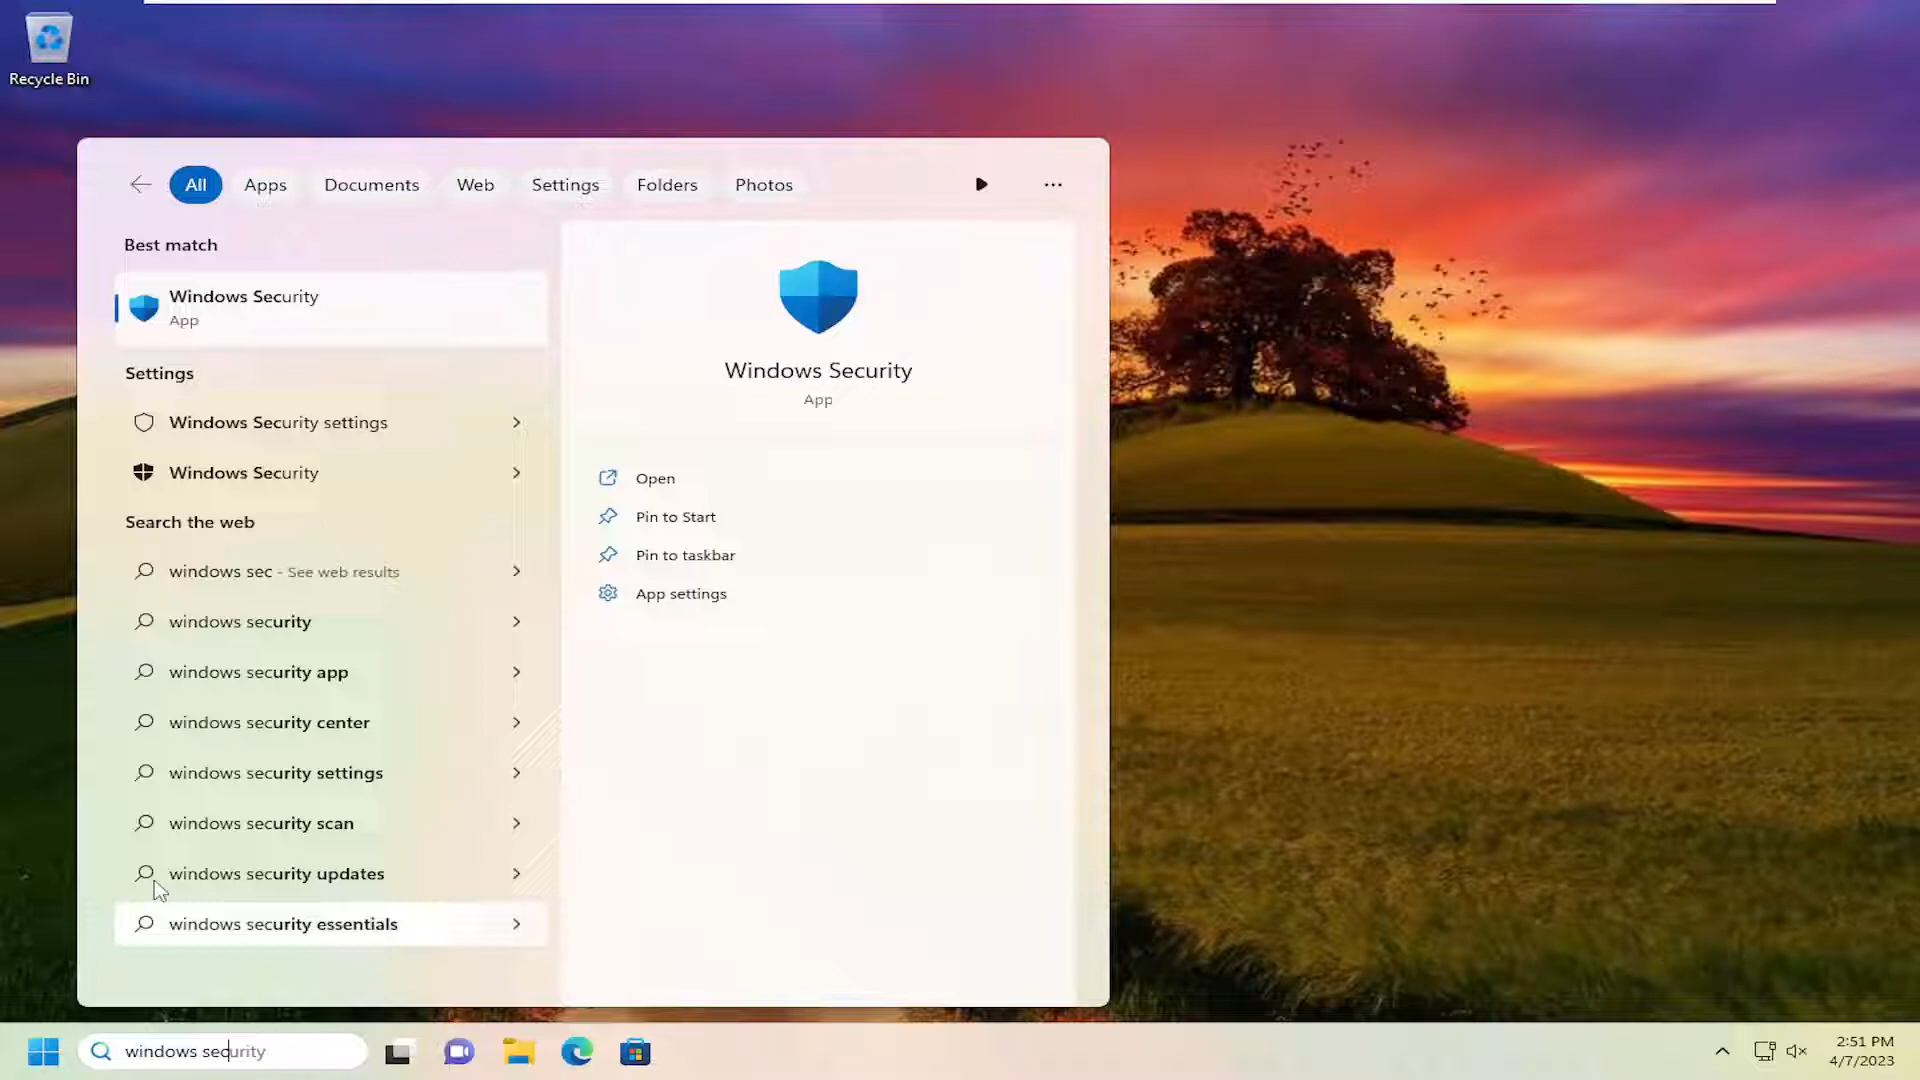 Recycle Bin
All Apps Documents Web Settings Folders Photos
Best match
Windows Security
App
Settings
Windows Security settings
Windows Security
Search the web
windows sec - See web results
windows security
windows security app
windows security center
windows security settings
windows security scan
windows security updates
windows security essentials
Windows Security
App
Open
Pin to Start
Pin to taskbar
App settings
windows security
2:51 PM
4/7/2023